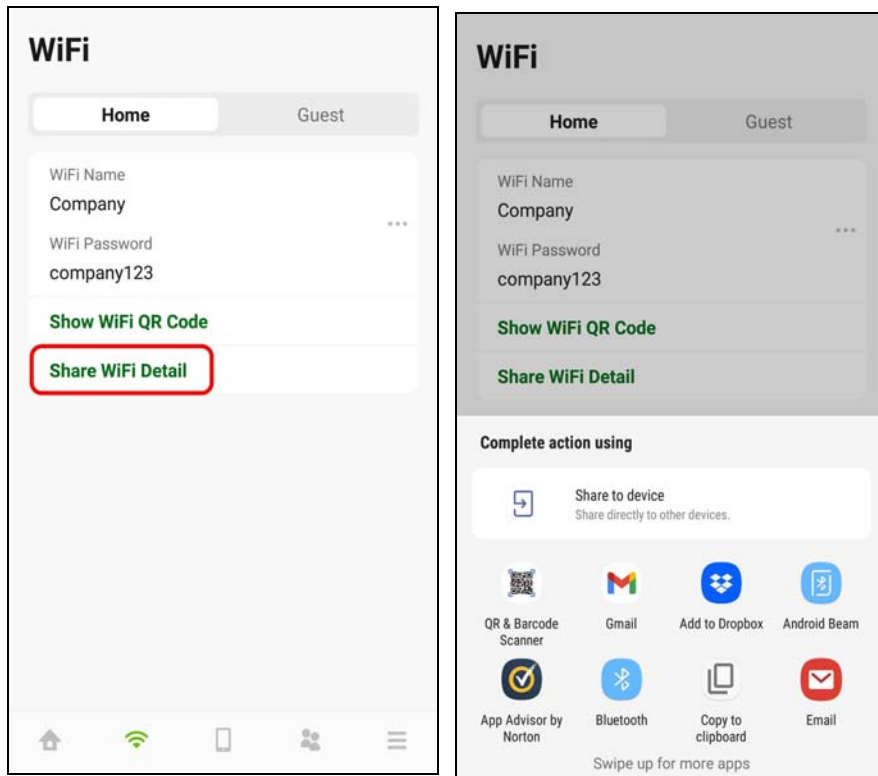 WiFi
Home Guest
WiFi Name
Company
WiFi Password
company123
Show WiFi QR Code
Share WiFi Detail
WiFi
Home Guest
WiFi Name
Company
WiFi Password
company123
Show WiFi QR Code
Share WiFi Detail
Complete action using
Share to device
Share directly to other devices.
QR & Barcode Gmail Add to Dropbox Android Beam
Scanner
App Advisor by Bluetooth Copy to Email
Norton clipboard
Swipe up for more apps